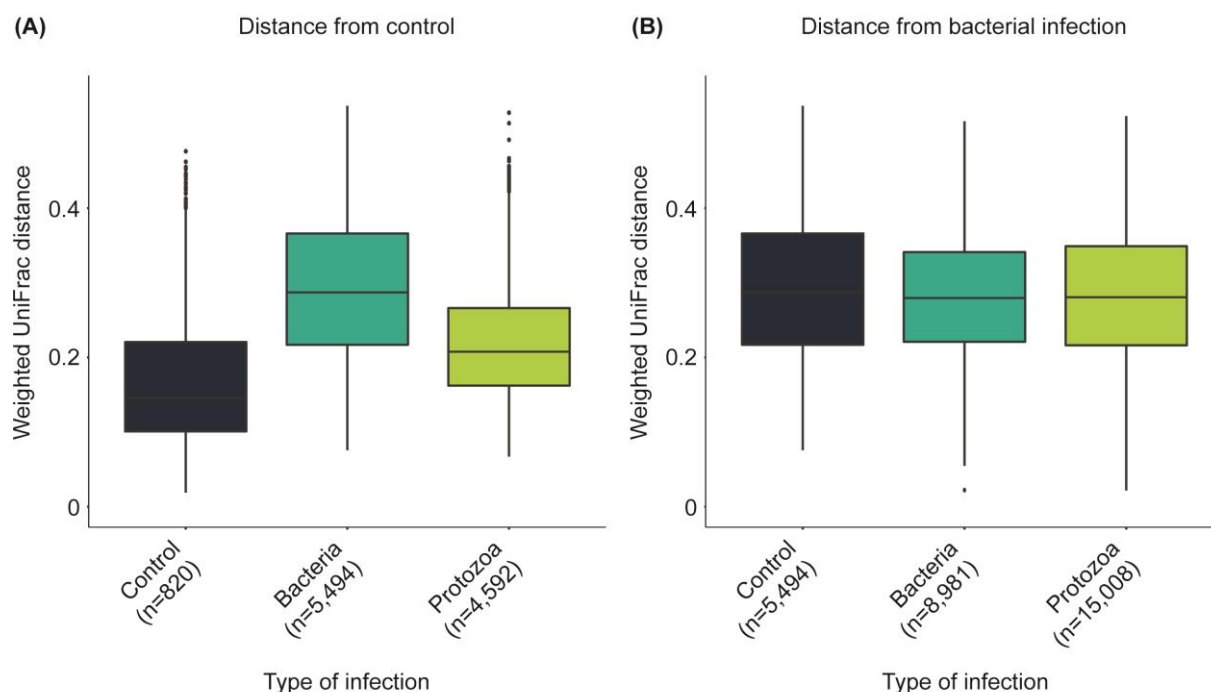 (A)
Distance from control
Weighted UniFrac distance
0.4
0.2
0
Control
(n=820)
Bacteria
(n=5,494)
Protozoa
(n=4,592)
Type of infection
(B)
Distance from bacterial infection
Weighted UniFrac distance
0.4
0.2
0
Control
(n=5,494)
Bacteria
(n=8,981)
Protozoa
(n=15,008)
Type of infection